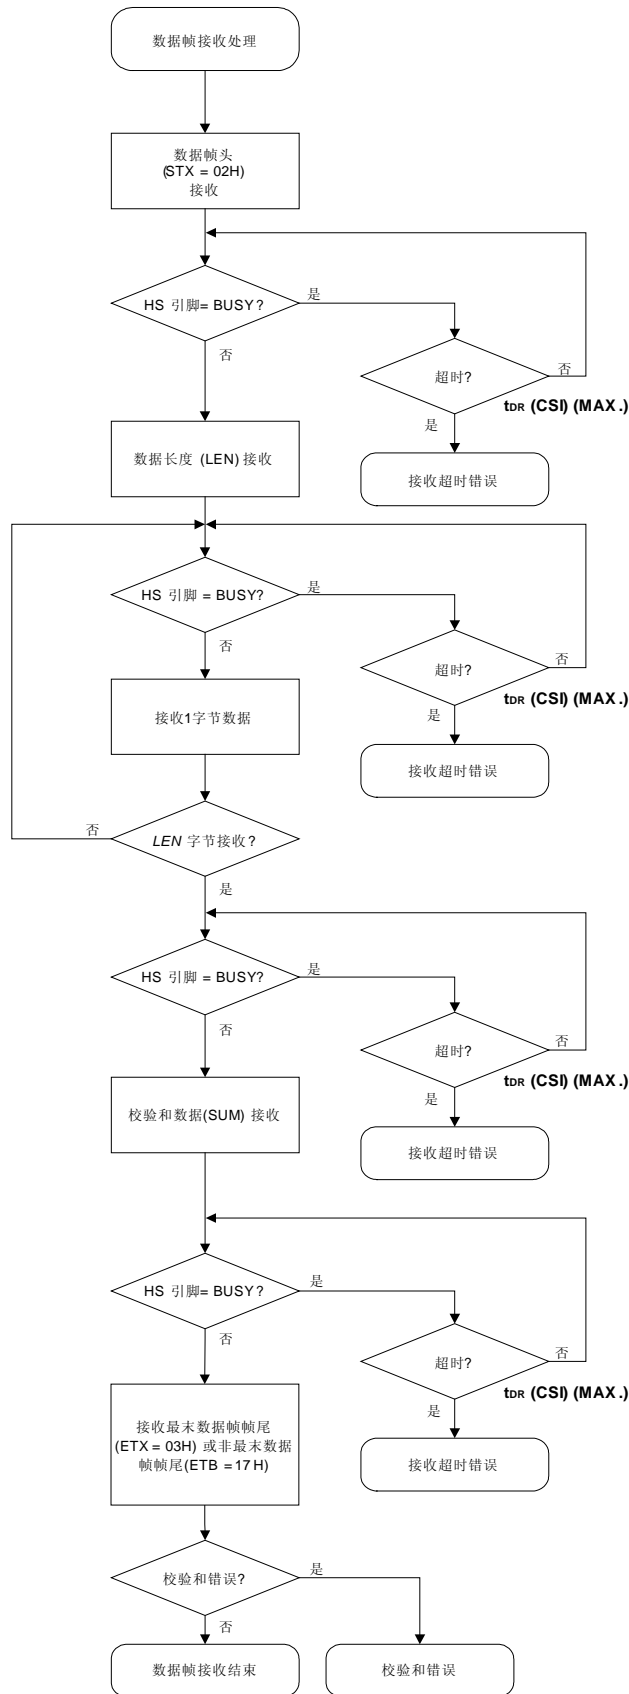 数据帧接收处理
数据帧头
(STX = 02H)
接收
HS 引脚= BUSY?
是
否
超时?
否
tDR (CSI) (MAX.)
是
数据长度 (LEN) 接收
接收超时错误
HS 引脚 = BUSY?
是
否
超时?
否
tDR (CSI) (MAX.)
是
接收1字节数据
接收超时错误
否
LEN 字节接收?
是
HS 引脚 = BUSY?
是
否
超时?
否
tDR (CSI) (MAX.)
是
校验和数据(SUM) 接收
接收超时错误
HS 引脚= BUSY?
是
否
超时?
否
tDR (CSI) (MAX.)
是
接收最末数据帧帧尾
(ETX = 03H) 或非最末数据
帧帧尾(ETB = 17 H)
接收超时错误
校验和错误?
是
否
数据帧接收结束
校验和错误